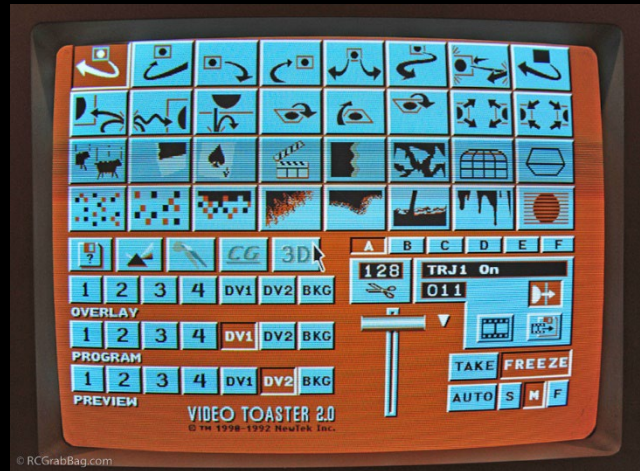 ?
CG 3D A B C D E F
128 TRJ1 On
011
1 2 3 4 DV1 DV2 BKG
OVERLAY
1 2 3 4 DV1 DV2 BKG
PROGRAM
1 2 3 4 DV1 DV2 BKG
PREVIEW
TAKE FREEZE
AUTO S M F
VIDEO TOASTER 2.0
© TM 1990-1992 NewTek Inc.
© RCGrabBag.com